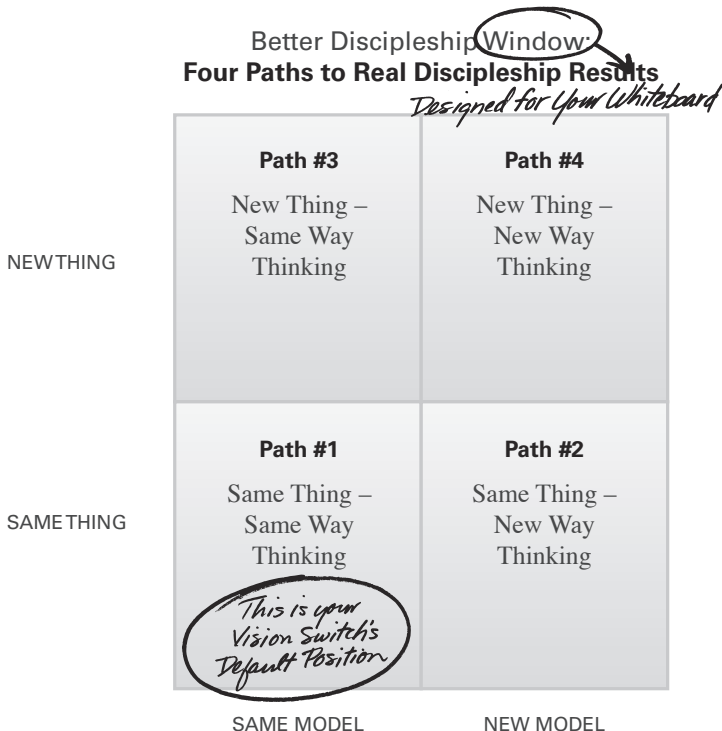 Better Discipleship Window:
Four Paths to Real Discipleship Results
Designed for Your Whiteboard
Path #3
New Thing –
Same Way
Thinking
Path #4
New Thing –
New Way
Thinking
NEW THING
Path #1
Same Thing –
Same Way
Thinking
This is your
Vision Switch's
Default Position
Path #2
Same Thing –
New Way
Thinking
SAME THING
SAME MODEL
NEW MODEL